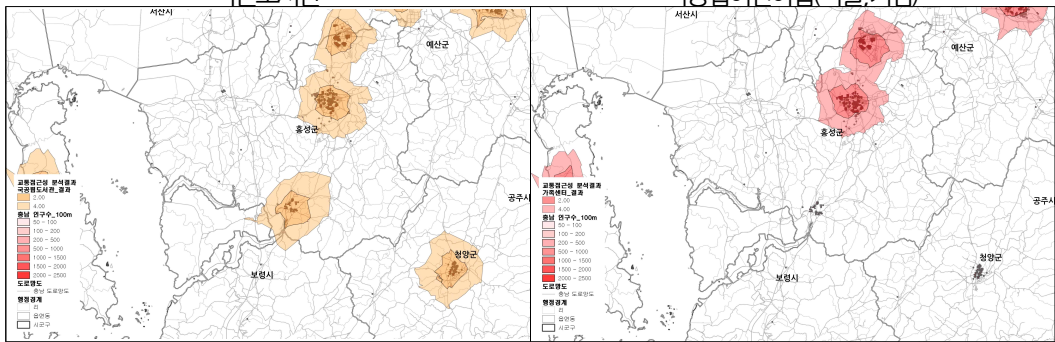 서산시
예산군
홍성군
공주시
청양군
보령시
교통접근성 분석결과
국공립도서관_결과
2.00
4.00
충남 인구수_100m
50 - 100
100 - 200
200 - 500
500 - 1000
1000 - 1500
1500 - 2000
2000 - 2500
도로망도
충남 도로망도
행정경계
리
읍면동
시군구
서산시
예산군
홍성군
공주시
청양군
보령시
교통접근성 분석결과
가족센터_결과
2.00
4.00
충남 인구수_100m
50 - 100
100 - 200
200 - 500
500 - 1000
1000 - 1500
1500 - 2000
2000 - 2500
도로망도
충남 도로망도
행정경계
리
읍면동
시군구